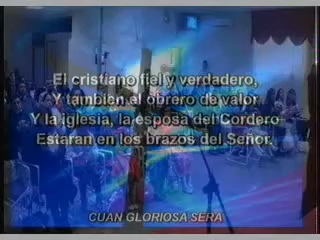 El cristiano fiel y verdadero,
Y tambien al obrero de valor
Y la iglesia, la esposa del Cordero
Estaran en los brazos del Señor.
CUAN GLORIOSA SERA